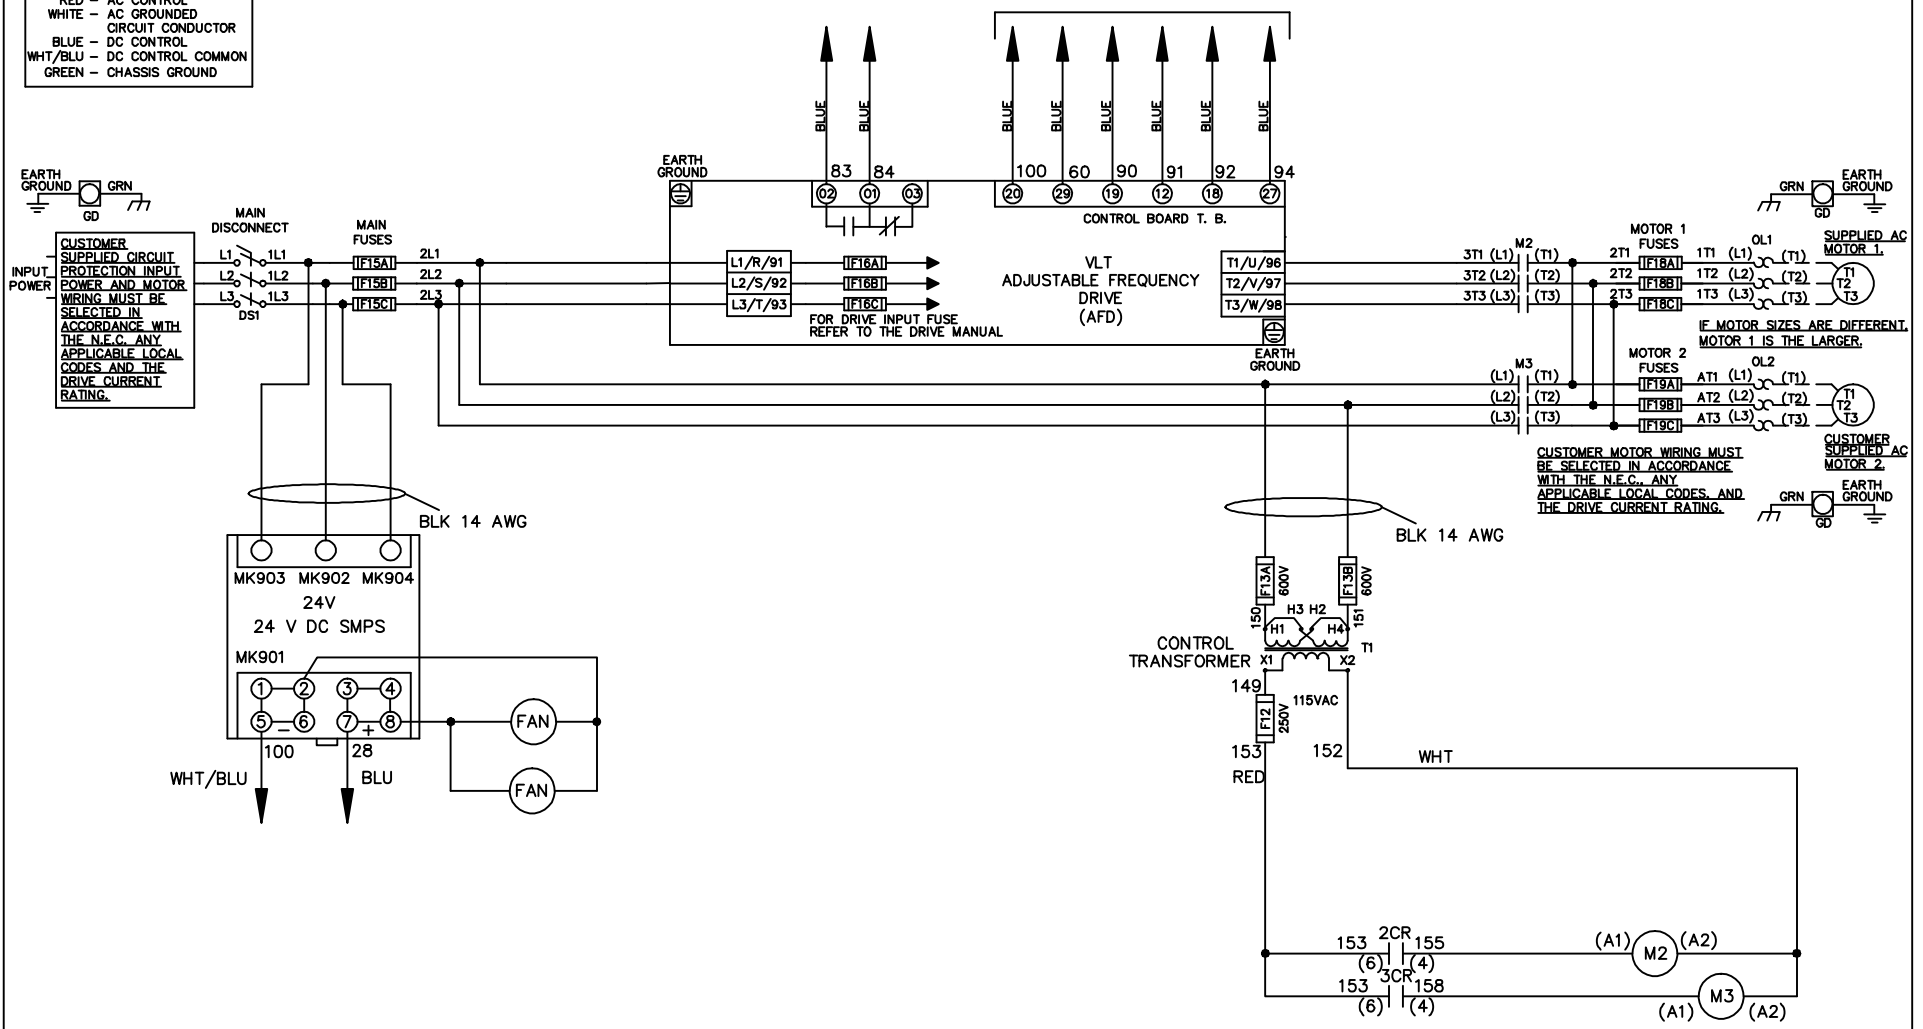 RED – AC CONTROL
WHITE – AC GROUNDED
CIRCUIT CONDUCTOR
BLUE – DC CONTROL
WHT/BLU – DC CONTROL COMMON
GREEN – CHASSIS GROUND
BLUE
BLUE
BLUE
BLUE
BLUE
BLUE
BLUE
BLUE
EARTH
GROUND
GRN
GD
EARTH
GROUND
83
84
100
60
90
91
92
94
02
01
03
20
29
19
12
18
27
CONTROL BOARD T. B.
MAIN
DISCONNECT
MAIN
FUSES
INPUT
POWER
CUSTOMER
SUPPLIED CIRCUIT
PROTECTION INPUT
POWER AND MOTOR
WIRING MUST BE
SELECTED IN
ACCORDANCE WITH
THE N.E.C. ANY
APPLICABLE LOCAL
CODES AND THE
DRIVE CURRENT
RATING.
L1 1L1
L2 1L2
L3 1L3
DS1
F15A
F15B
F15C
2L1
2L2
2L3
L1/R/91
L2/S/92
L3/T/93
F16A
F16B
F16C
FOR DRIVE INPUT FUSE
REFER TO THE DRIVE MANUAL
VLT
ADJUSTABLE FREQUENCY
DRIVE
(AFD)
T1/U/96
T2/V/97
T3/W/98
EARTH
GROUND
M2
3T1 (L1) (T1)
3T2 (L2) (T2)
3T3 (L3) (T3)
MOTOR 1
FUSES
2T1 F18A 1T1 (L1)
2T2 F18B 1T2 (L2)
2T3 F18C 1T3 (L3)
OL1
(T1)
(T2)
(T3)
T1
T2
T3
GRN
GD
EARTH
GROUND
SUPPLIED AC
MOTOR 1.
IF MOTOR SIZES ARE DIFFERENT,
MOTOR 1 IS THE LARGER.
M3
(L1) (T1)
(L2) (T2)
(L3) (T3)
MOTOR 2
FUSES
F19A AT1 (L1)
F19B AT2 (L2)
F19C AT3 (L3)
OL2
(T1)
(T2)
(T3)
T1
T2
T3
CUSTOMER
SUPPLIED AC
MOTOR 2.
CUSTOMER MOTOR WIRING MUST
BE SELECTED IN ACCORDANCE
WITH THE N.E.C., ANY
APPLICABLE LOCAL CODES, AND
THE DRIVE CURRENT RATING.
GRN
GD
EARTH
GROUND
BLK 14 AWG
MK903 MK902 MK904
24V
24 V DC SMPS
MK901
1 2 3 4
5 – 6 7 + 8
100
28
WHT/BLU
BLU
FAN
FAN
BLK 14 AWG
F13A
600V
F13B
600V
150
151
H3 H2
H1
H4
T1
CONTROL
TRANSFORMER
X1
X2
149
115VAC
F12
250V
153
152
RED
WHT
2CR
153 155
(6) (4)
(A1) M2 (A2)
3CR
153 158
(6) (4)
(A1) M3 (A2)